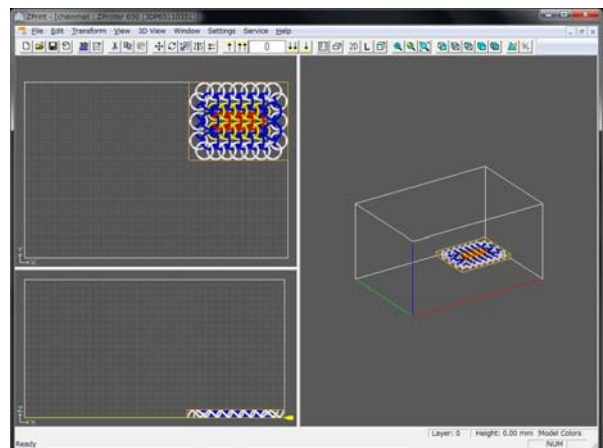 ZPrint - [chainmail : ZPrinter 650 (3DP65110351)]
File Edit Transform View 3D View Window Settings Service Help
0 2D L
Y X
Z X
Layer: 0 Height: 0.00 mm Model Colors
Ready NUM